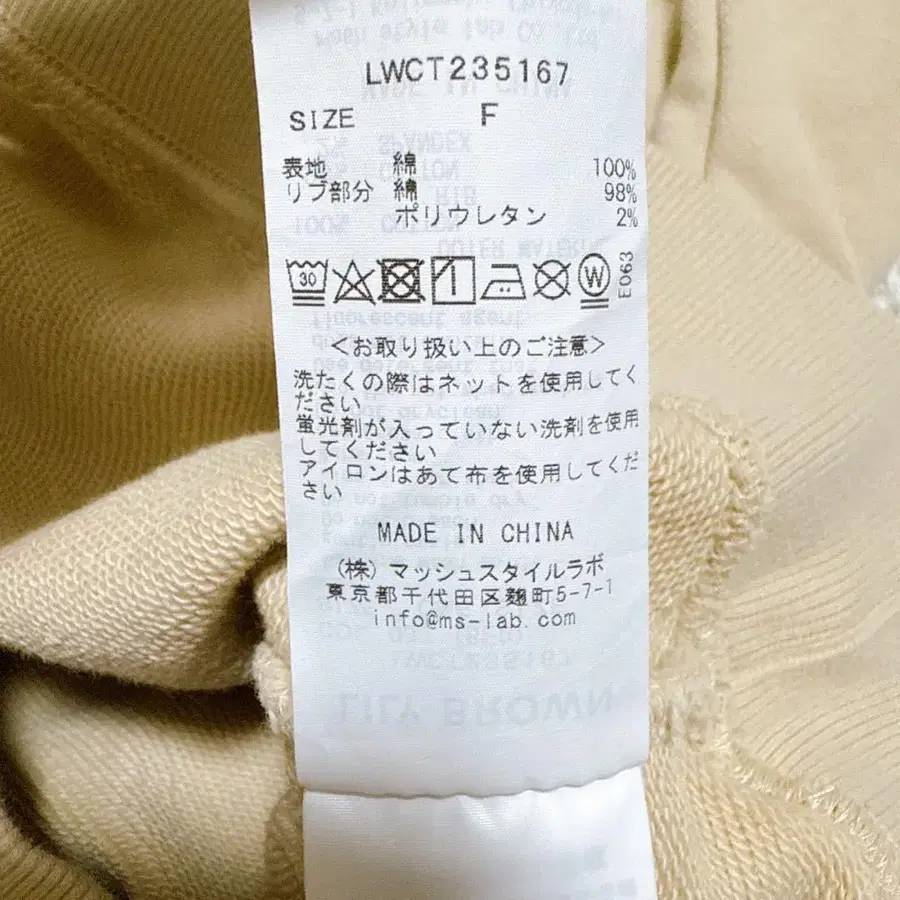 LWCT235167
SIZE F
表地 綿 100%
リブ部分 綿 98%
ポリウレタン 2%
30 W E063
<お取り扱い上のご注意>
洗たくの際はネットを使用してく
ださい
蛍光剤が入っていない洗剤を使用
してください
アイロンはあて布を使用してくだ
さい
MADE IN CHINA
(株)マッシュスタイルラボ
東京都千代田区麹町5-7-1
info@ms-lab.com
LWCT235167
LILY BROWN